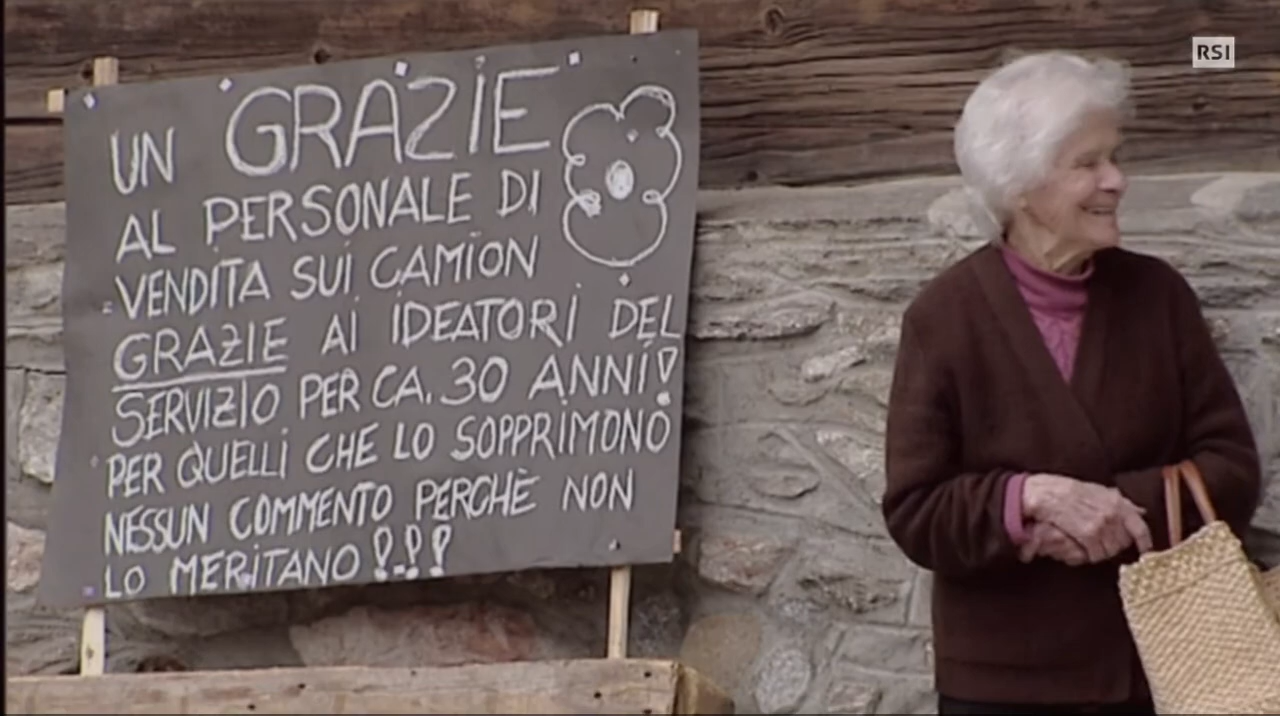 RSI
UN GRAZIE
AL PERSONALE DI
VENDITA SUI CAMION
GRAZIE AI IDEATORI DEL
SERVIZIO PER CA. 30 ANNI!
PER QUELLI CHE LO SOPPRIMONO
NESSUN COMMENTO PERCHÈ NON
LO MERITANO !..!!